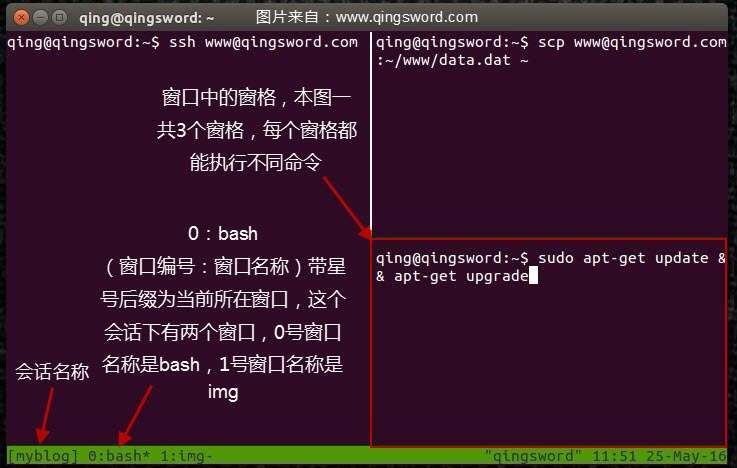 qing@qingsword: ~
图片来自：www.qingsword.com
qing@qingsword:~$ ssh www@qingsword.com
qing@qingsword:~$ scp www@qingsword.com
:~/www/data.dat ~
窗口中的窗格，本图一
共3个窗格，每个窗格都
能执行不同命令
0：bash
（窗口编号：窗口名称）带星
号后缀为当前所在窗口，这个
会话下有两个窗口，0号窗口
名称是bash，1号窗口名称是
img
qing@qingsword:~$ sudo apt-get update &
& apt-get upgrade
会话名称
[myblog] 0:bash* 1:img-
"qingsword" 11:51 25-May-16